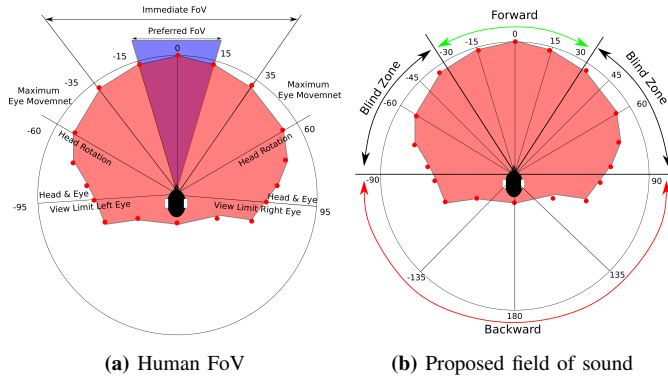 Immediate FoV
Preferred FoV
-15
0
15
-35
35
Maximum
Eye Movemnet
Maximum
Eye Movemnet
-60
60
Head Rotation
Head Rotation
Head & Eye
Head & Eye
-95
View Limit Left Eye
View Limit Right Eye
95
(a) Human FoV
Forward
0
-15
15
-30
30
Blind Zone
Blind Zone
-45
45
-60
60
-90
90
-135
135
180
Backward
(b) Proposed field of sound